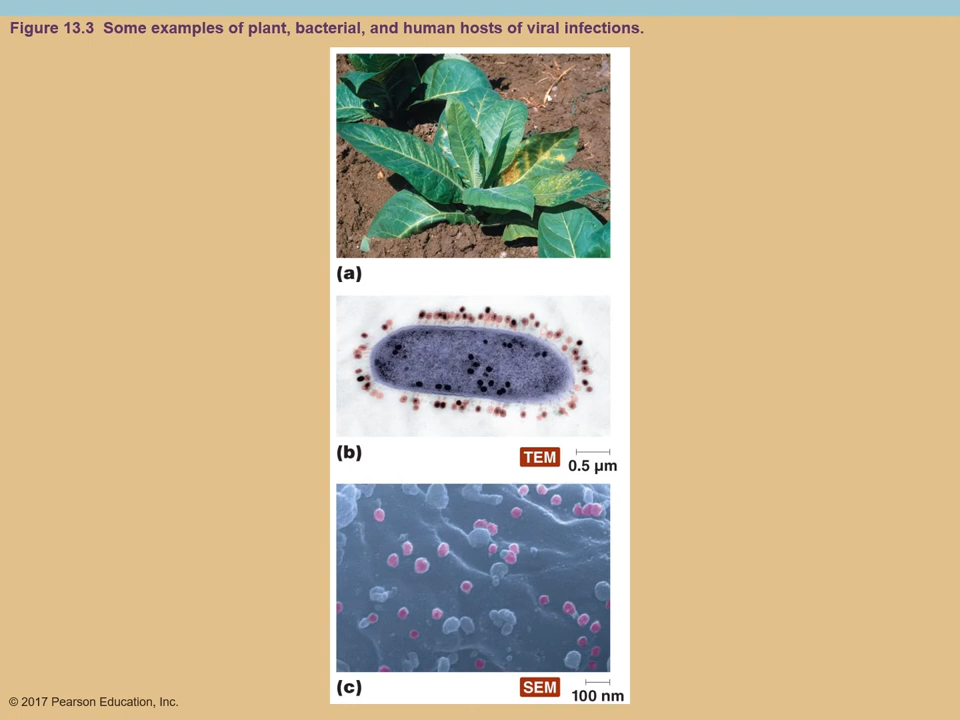 Figure 13.3 Some examples of plant, bacterial, and human hosts of viral infections.
(a)
(b)
TEM
0.5 µm
(c)
SEM
100 nm
© 2017 Pearson Education, Inc.